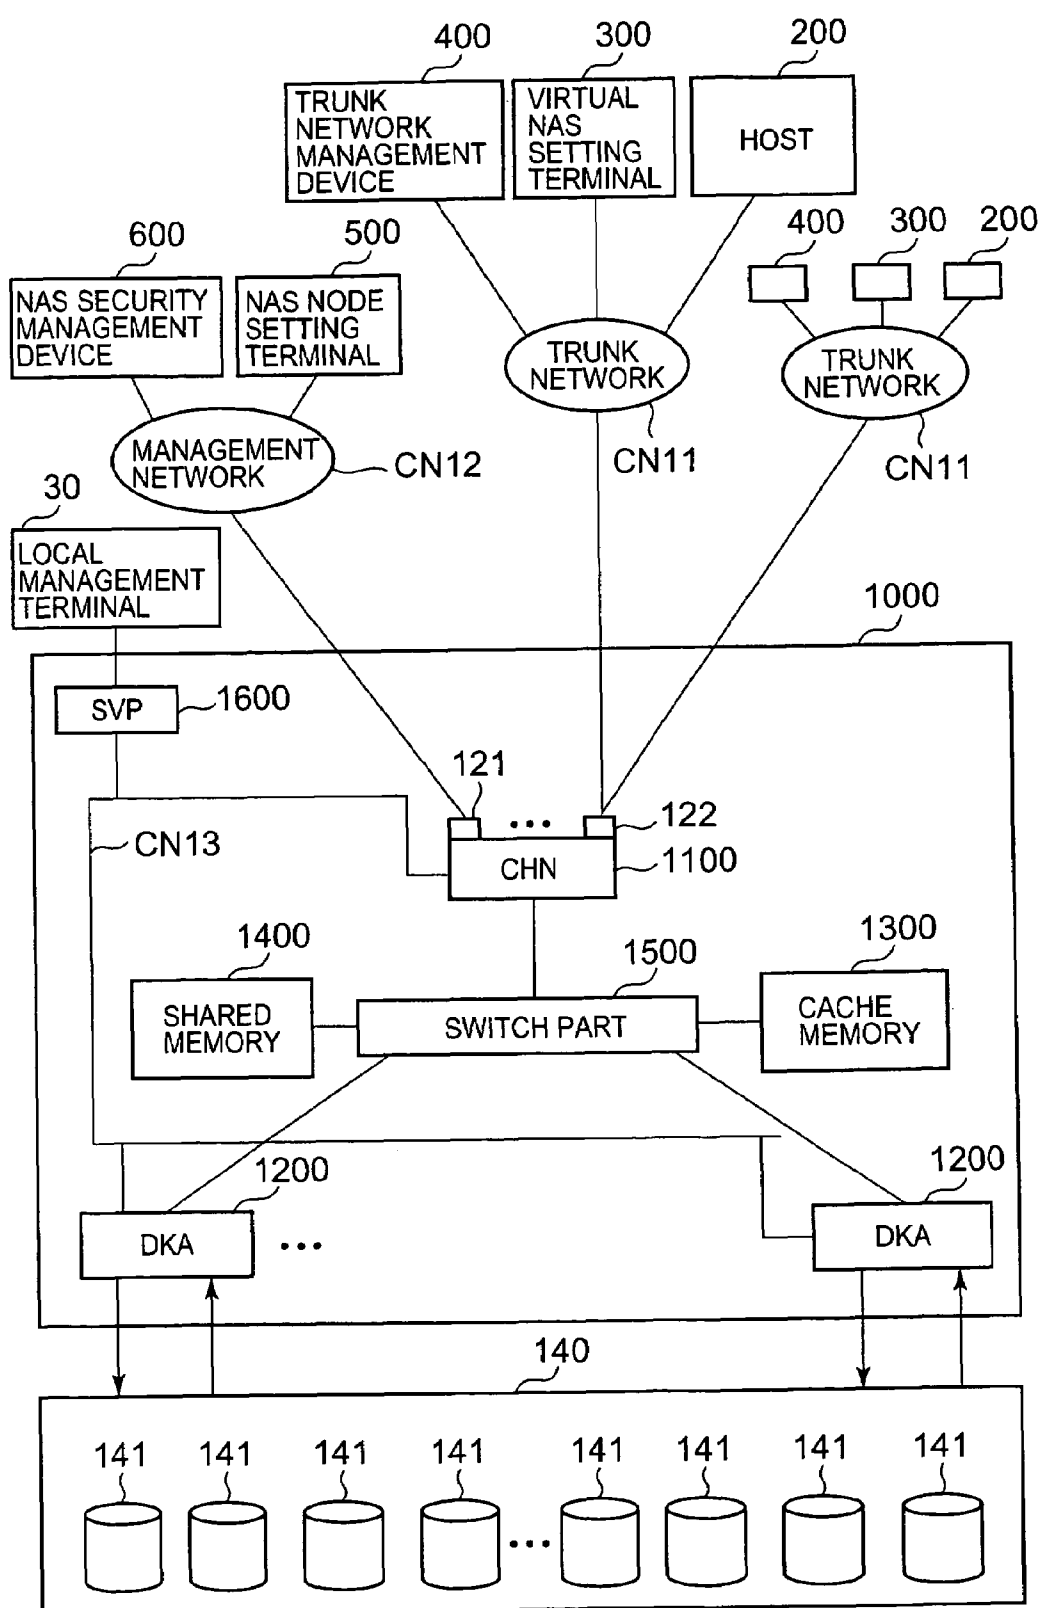 400
300
200
TRUNK
NETWORK
MANAGEMENT
DEVICE
VIRTUAL
NAS
SETTING
TERMINAL
HOST
600
500
400
300
200
NAS SECURITY
MANAGEMENT
DEVICE
NAS NODE
SETTING
TERMINAL
TRUNK
NETWORK
TRUNK
NETWORK
MANAGEMENT
NETWORK
CN12
CN11
CN11
30
LOCAL
MANAGEMENT
TERMINAL
1000
SVP
1600
121
•••
122
CN13
CHN
1100
1400
1500
1300
SHARED
MEMORY
SWITCH PART
CACHE
MEMORY
1200
1200
DKA
•••
DKA
140
141
141
141
141
141
141
141
141
•••